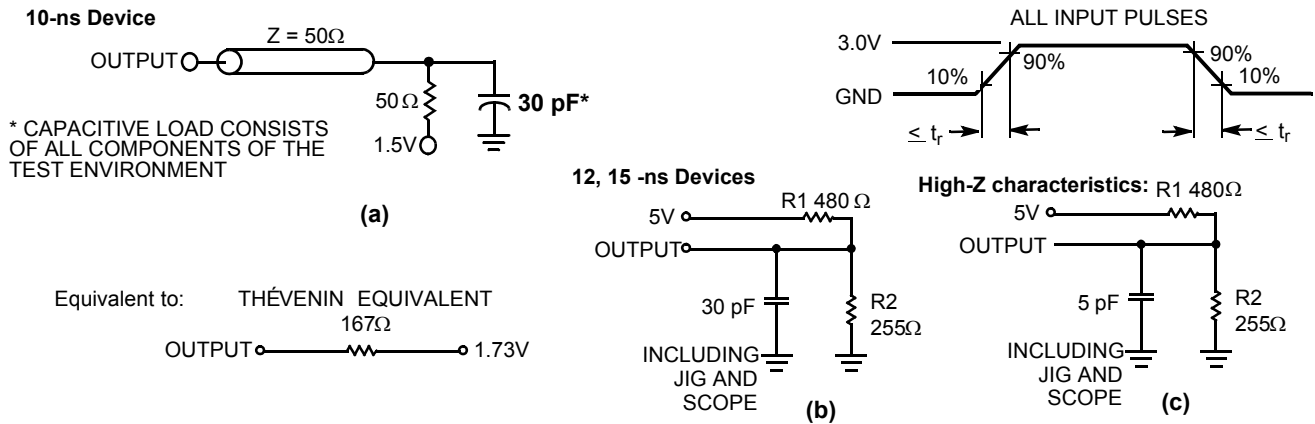 10-ns Device
Z = 50Ω
OUTPUT
50 Ω
30 pF*
1.5V
* CAPACITIVE LOAD CONSISTS
OF ALL COMPONENTS OF THE
TEST ENVIRONMENT
(a)
ALL INPUT PULSES
3.0V
90%
90%
10%
10%
GND
≤ tr
≤ tr
Equivalent to: THÉVENIN EQUIVALENT
167Ω
OUTPUT
1.73V
12, 15 -ns Devices
R1 480 Ω
5V
OUTPUT
30 pF
R2
255Ω
INCLUDING
JIG AND
SCOPE
(b)
High-Z characteristics:
R1 480Ω
5V
OUTPUT
5 pF
R2
255Ω
INCLUDING
JIG AND
SCOPE
(c)